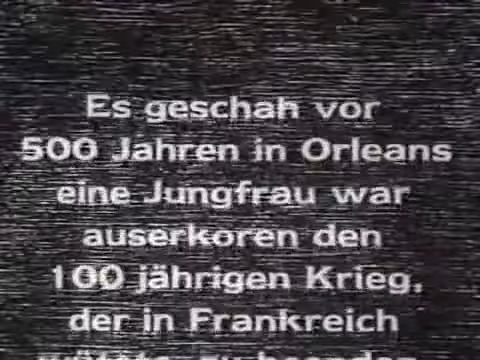 Es geschah vor
500 Jahren in Orleans
eine Jungfrau war
auserkoren den
100 jährigen Krieg,
der in Frankreich